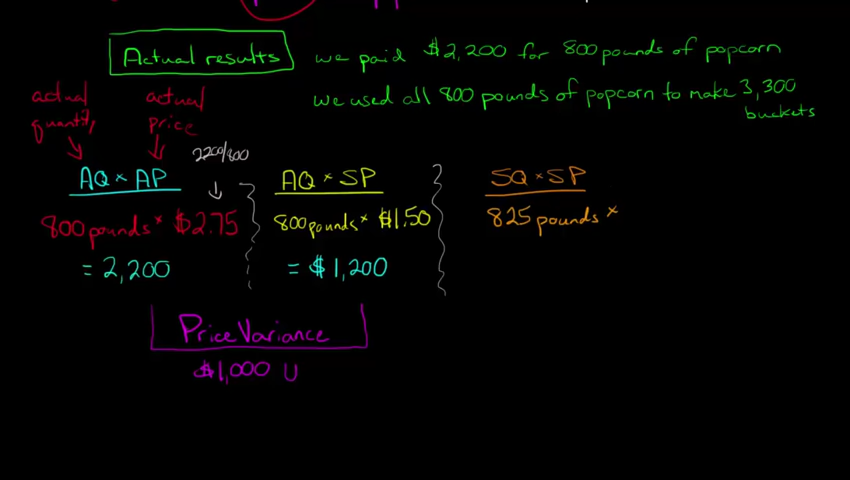 Actual results
we paid $2,200 for 800 pounds of popcorn
we used all 800 pounds of popcorn to make 3,300
buckets
actual
quantity
actual
price
2200/800
AQ × AP
AQ × SP
SQ × SP
800 pounds × $2.75
800 pounds × $1.50
825 pounds ×
= 2,200
= $1,200
Price Variance
$1,000 U